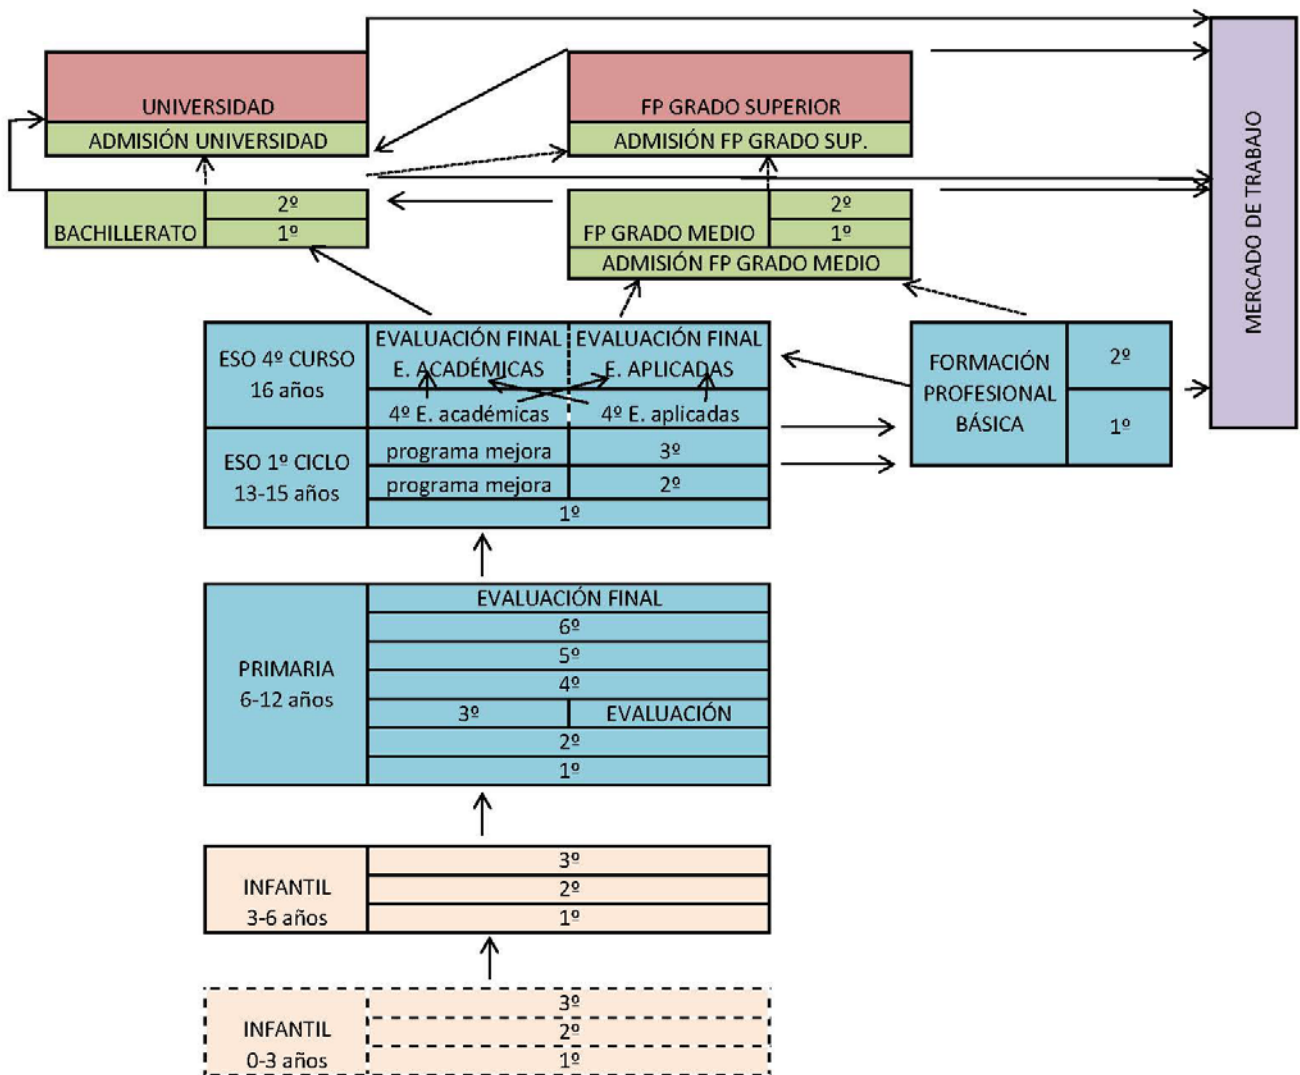 UNIVERSIDAD
ADMISIÓN UNIVERSIDAD
FP GRADO SUPERIOR
ADMISIÓN FP GRADO SUP.
MERCADO DE TRABAJO
BACHILLERATO
2º
1º
FP GRADO MEDIO
2º
1º
ADMISIÓN FP GRADO MEDIO
ESO 4º CURSO
16 años
EVALUACIÓN FINAL
E. ACADÉMICAS
EVALUACIÓN FINAL
E. APLICADAS
4º E. académicas
4º E. aplicadas
ESO 1º CICLO
13-15 años
programa mejora
3º
programa mejora
2º
1º
FORMACIÓN
PROFESIONAL
BÁSICA
2º
1º
PRIMARIA
6-12 años
EVALUACIÓN FINAL
6º
5º
4º
3º
EVALUACIÓN
2º
1º
INFANTIL
3-6 años
3º
2º
1º
INFANTIL
0-3 años
3º
2º
1º